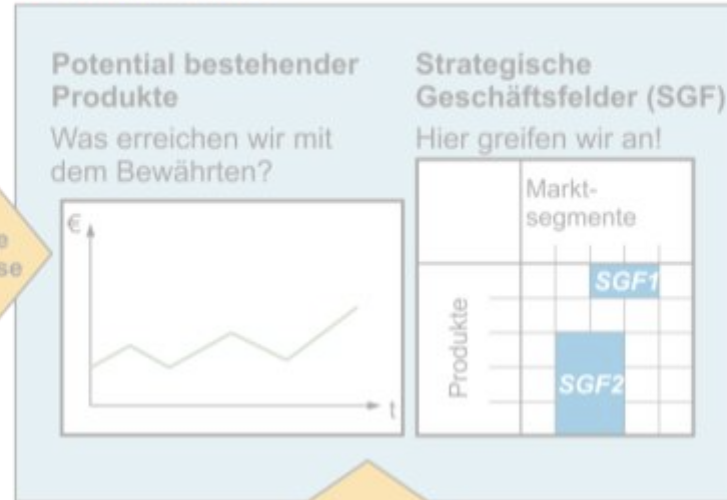 Potential bestehender
Produkte
Was erreichen wir mit
dem Bewährten?
€
t
Strategische
Geschäftsfelder (SGF)
Hier greifen wir an!
Markt-
segmente
Produkte
SGF1
SGF2